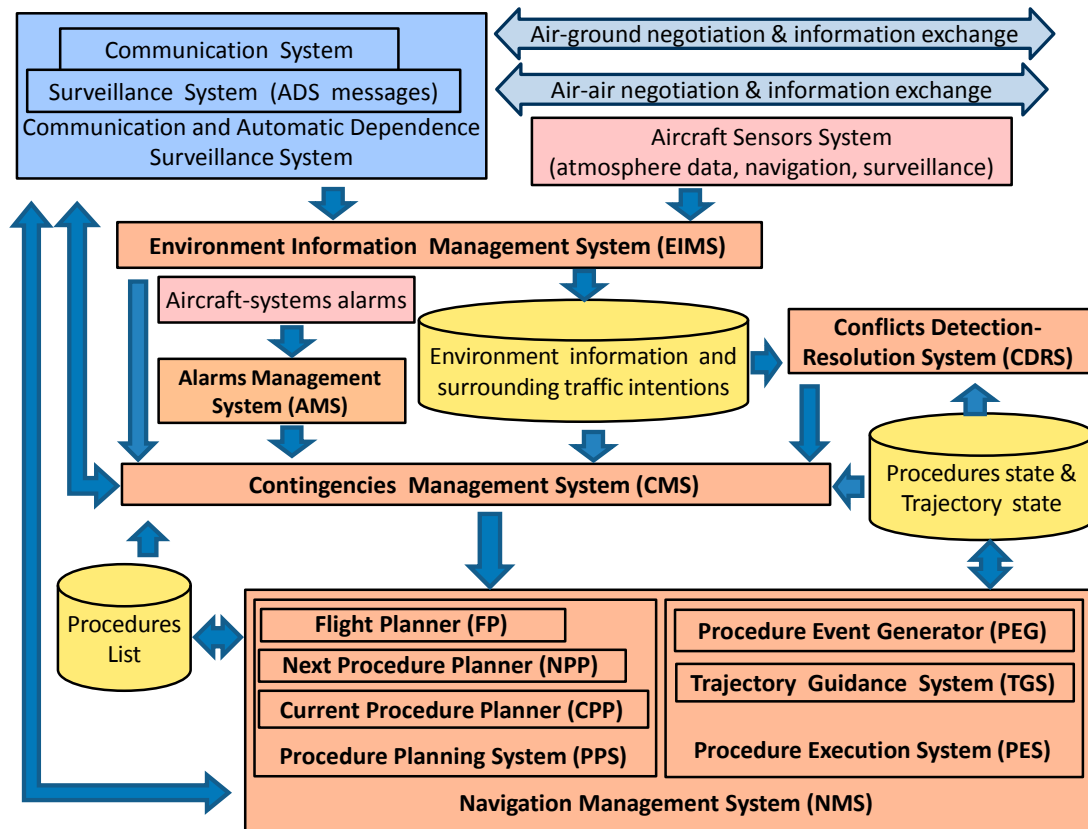 Communication System
Surveillance System (ADS messages)
Communication and Automatic Dependence
Surveillance System
Air-ground negotiation & information exchange
Air-air negotiation & information exchange
Aircraft Sensors System
(atmosphere data, navigation, surveillance)
Environment Information Management System (EIMS)
Aircraft-systems alarms
Alarms Management
System (AMS)
Environment information and
surrounding traffic intentions
Conflicts Detection-
Resolution System (CDRS)
Contingencies Management System (CMS)
Procedures state &
Trajectory state
Procedures
List
Flight Planner (FP)
Next Procedure Planner (NPP)
Current Procedure Planner (CPP)
Procedure Planning System (PPS)
Procedure Event Generator (PEG)
Trajectory Guidance System (TGS)
Procedure Execution System (PES)
Navigation Management System (NMS)